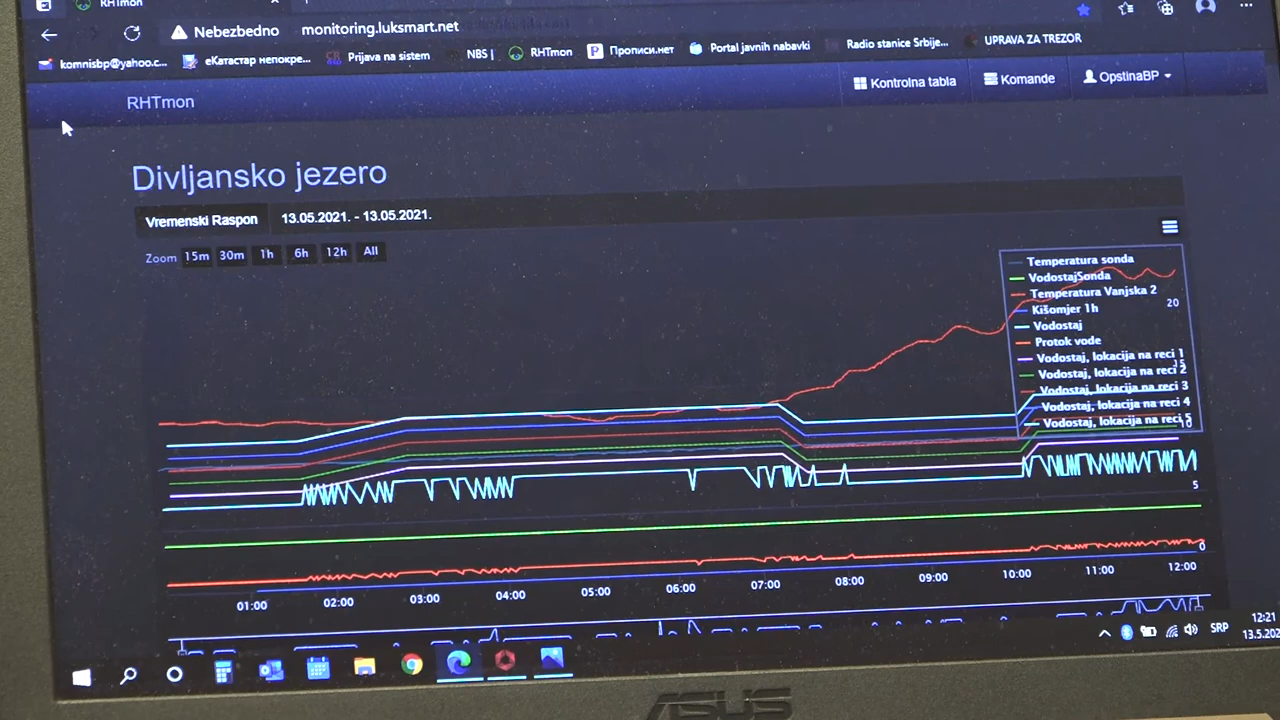 RHTmon
Nebezbedno monitoring.luksmart.net
komnisbp@yahoo.c... еКатастар непокре... Prijava na sistem NBS | RHTmon Прописи.нет Portal javnih nabavki Radio stanice Srbije... UPRAVA ZA TREZOR
RHTmon Kontrolna tabla Komande OpstinaBP
Divljansko jezero
Vremenski Raspon 13.05.2021. - 13.05.2021.
Zoom 15m 30m 1h 6h 12h All
Temperatura sonda
VodostajSonda
Temperatura Vanjska 2
Kišomjer 1h
Vodostaj
Protok vode
Vodostaj, lokacija na reci 1
Vodostaj, lokacija na reci 2
Vodostaj, lokacija na reci 3
Vodostaj, lokacija na reci 4
Vodostaj, lokacija na reci 5
20
15
10
5
0
01:00 02:00 03:00 04:00 05:00 06:00 07:00 08:00 09:00 10:00 11:00 12:00
SRP
12:21
13.5.202
ASUS